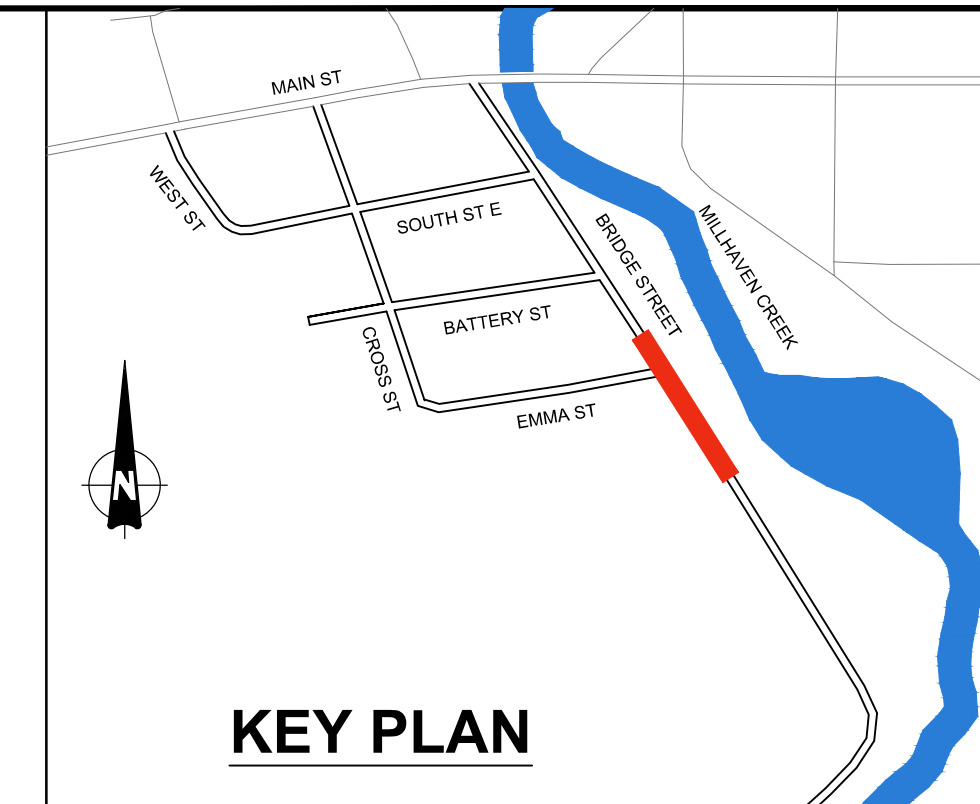 MAIN ST
WEST ST
SOUTH ST E
BRIDGE STREET
MILLHAVEN CREEK
BATTERY ST
CROSS ST
EMMA ST
N
KEY PLAN